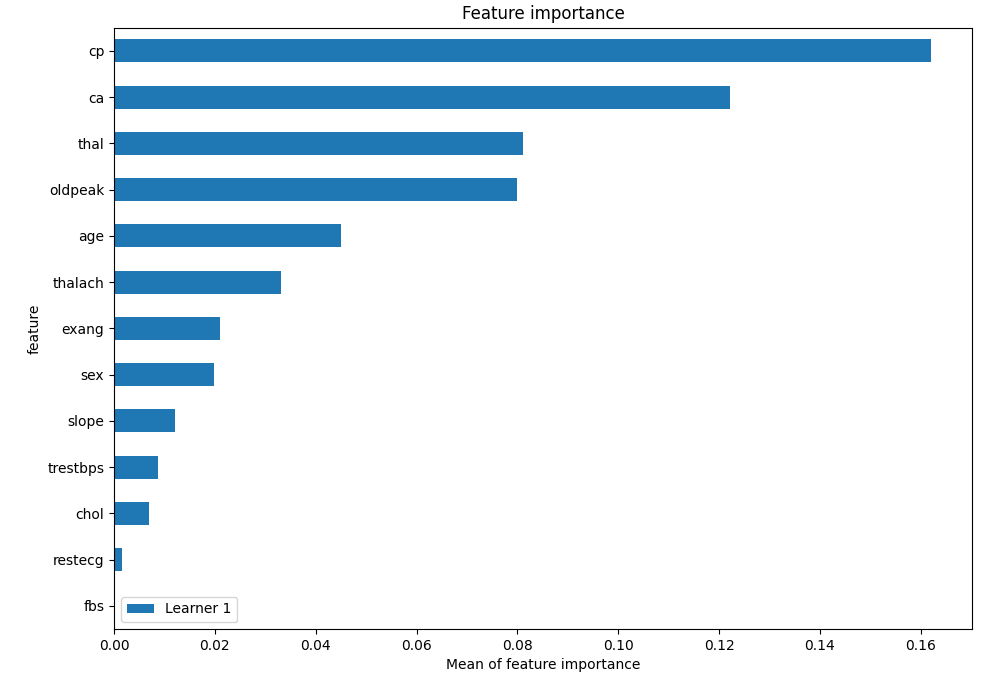 Feature importance
cp
ca
thal
oldpeak
age
thalach
exang
sex
slope
trestbps
chol
restecg
fbs
feature
Learner 1
0.00 0.02 0.04 0.06 0.08 0.10 0.12 0.14 0.16
Mean of feature importance